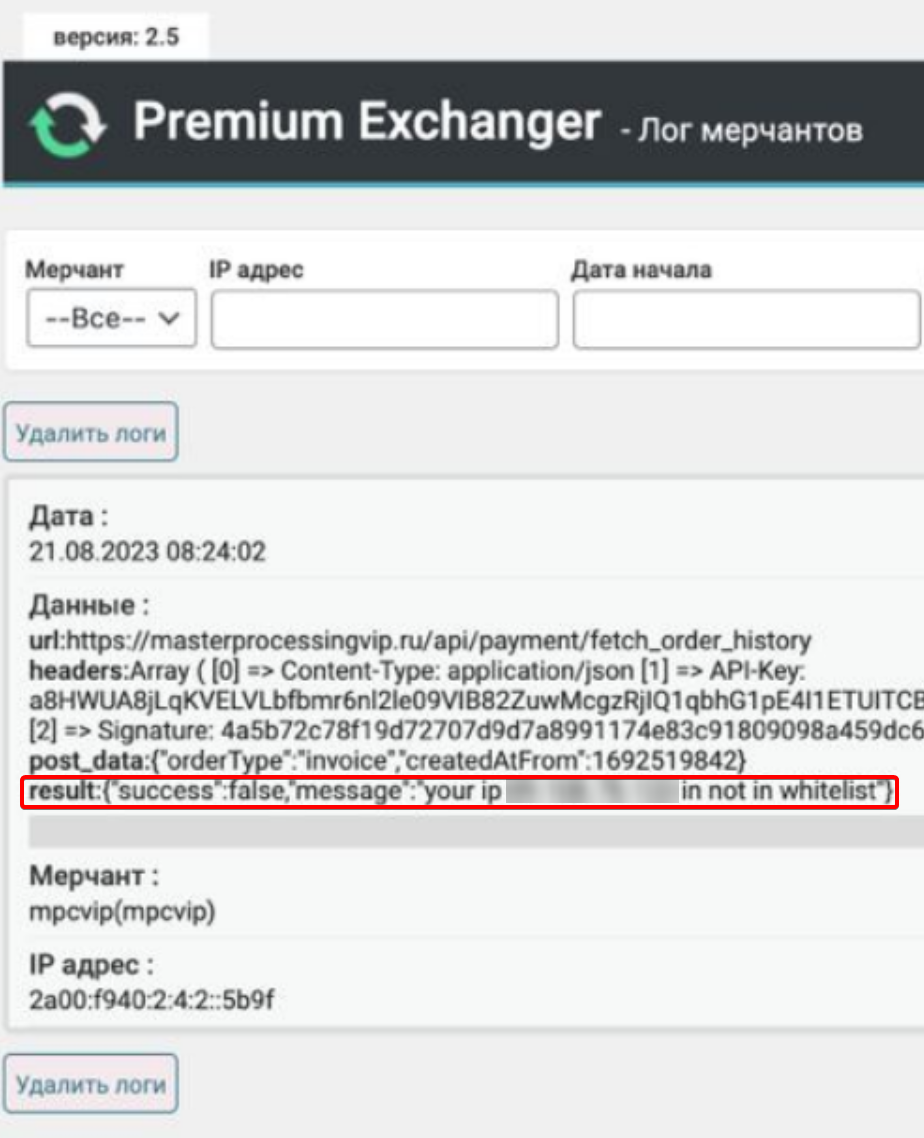 версия: 2.5
Premium Exchanger - Лог мерчантов
Мерчант IP адрес Дата начала
--Все--
Удалить логи
Дата :
21.08.2023 08:24:02
Данные :
url:https://masterprocessingvip.ru/api/payment/fetch_order_history
headers:Array ( [0] => Content-Type: application/json [1] => API-Key:
a8HWUA8jLqKVELVLbfbmr6nl2le09VIB82ZuwMcgzRjIQ1qbhG1pE4I1ETUITCB
[2] => Signature: 4a5b72c78f19d72707d9d7a8991174e83c91809098a459dc6
post_data:{"orderType":"invoice","createdAtFrom":1692519842}
result:{"success":false,"message":"your ip in not in whitelist"}
Мерчант :
mpcvip(mpcvip)
IP адрес :
2a00:f940:2:4:2::5b9f
Удалить логи